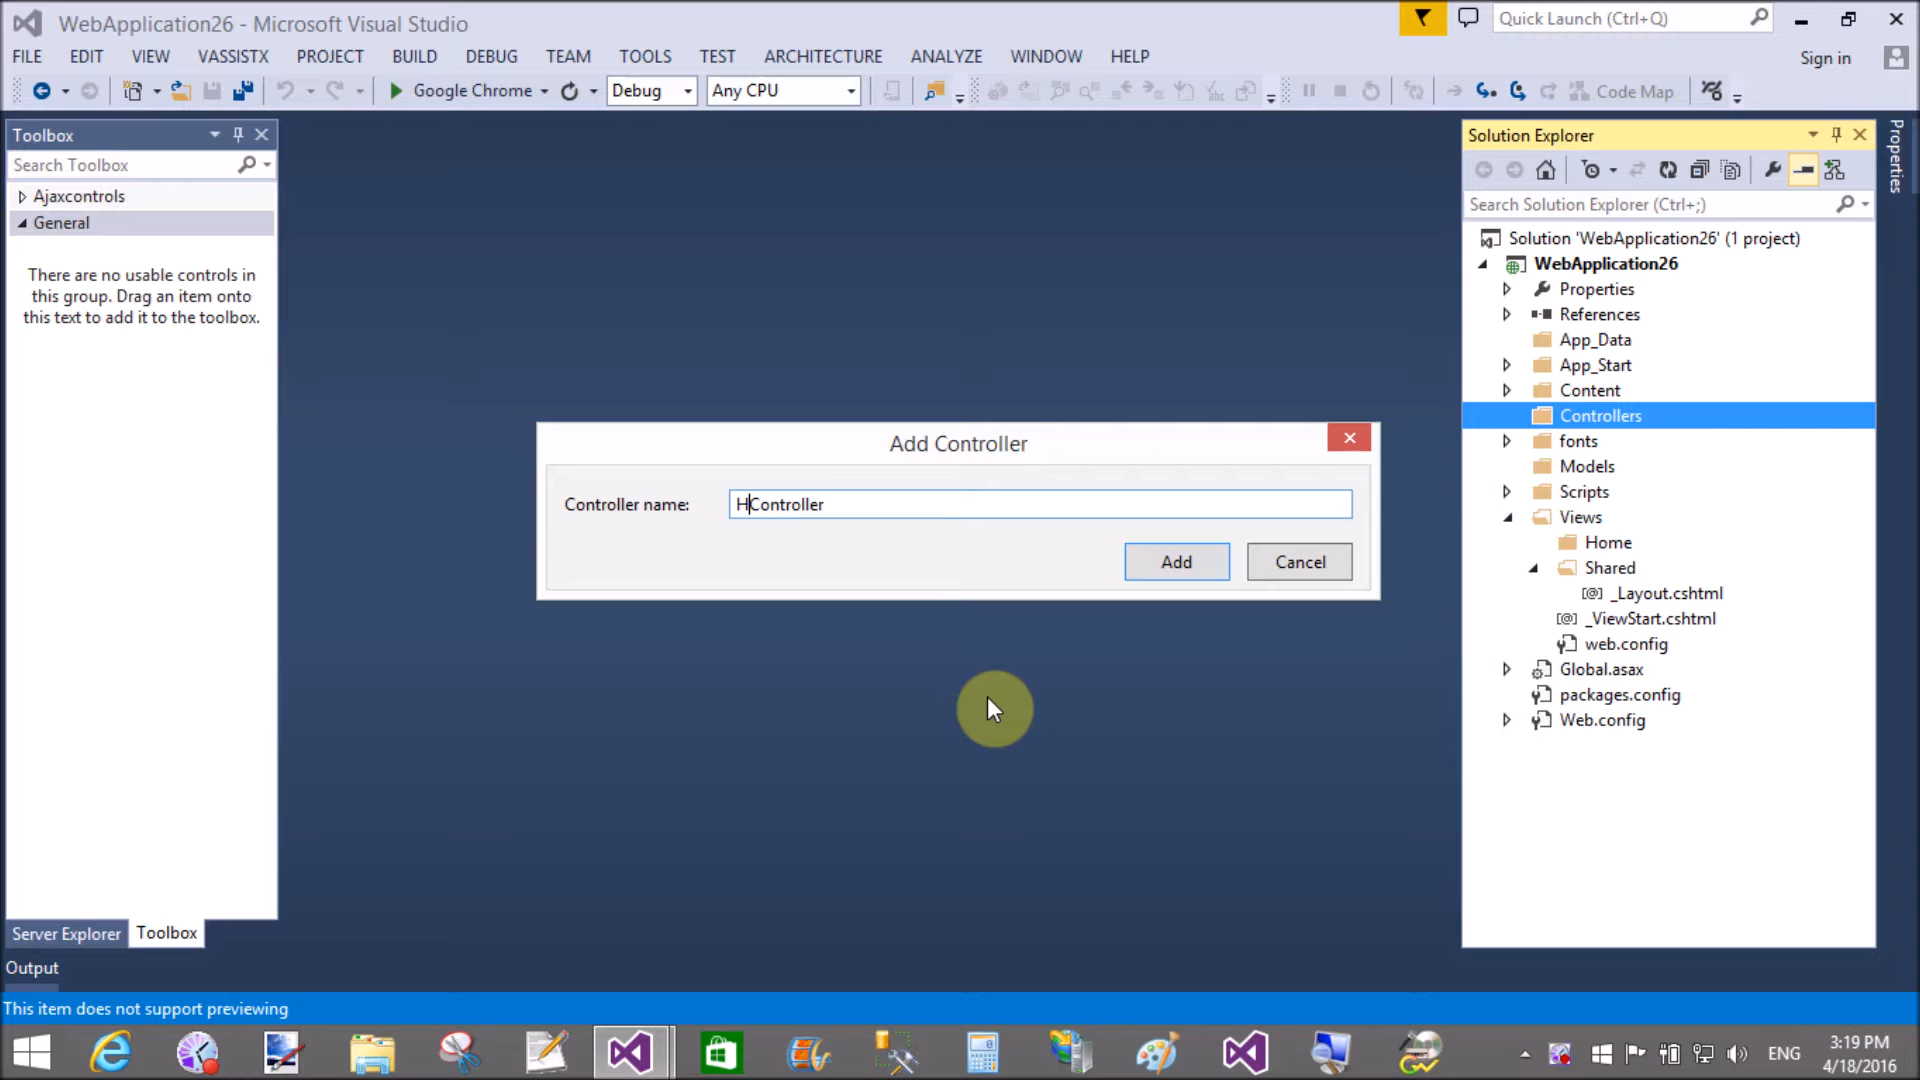 WebApplication26 - Microsoft Visual Studio
Quick Launch (Ctrl+Q)
FILE EDIT VIEW VASSISTX PROJECT BUILD DEBUG TEAM TOOLS TEST ARCHITECTURE ANALYZE WINDOW HELP
Sign in
Google Chrome Debug Any CPU Code Map
Toolbox
Search Toolbox
Ajaxcontrols
General
There are no usable controls in
this group. Drag an item onto
this text to add it to the toolbox.
Server Explorer Toolbox
Output
Add Controller
Controller name: HController
Add Cancel
Solution Explorer
Search Solution Explorer (Ctrl+;)
Solution 'WebApplication26' (1 project)
WebApplication26
Properties
References
App_Data
App_Start
Content
Controllers
fonts
Models
Scripts
Views
Home
Shared
[@] _Layout.cshtml
[@] _ViewStart.cshtml
web.config
Global.asax
packages.config
Web.config
Properties
This item does not support previewing
ENG
3:19 PM
4/18/2016